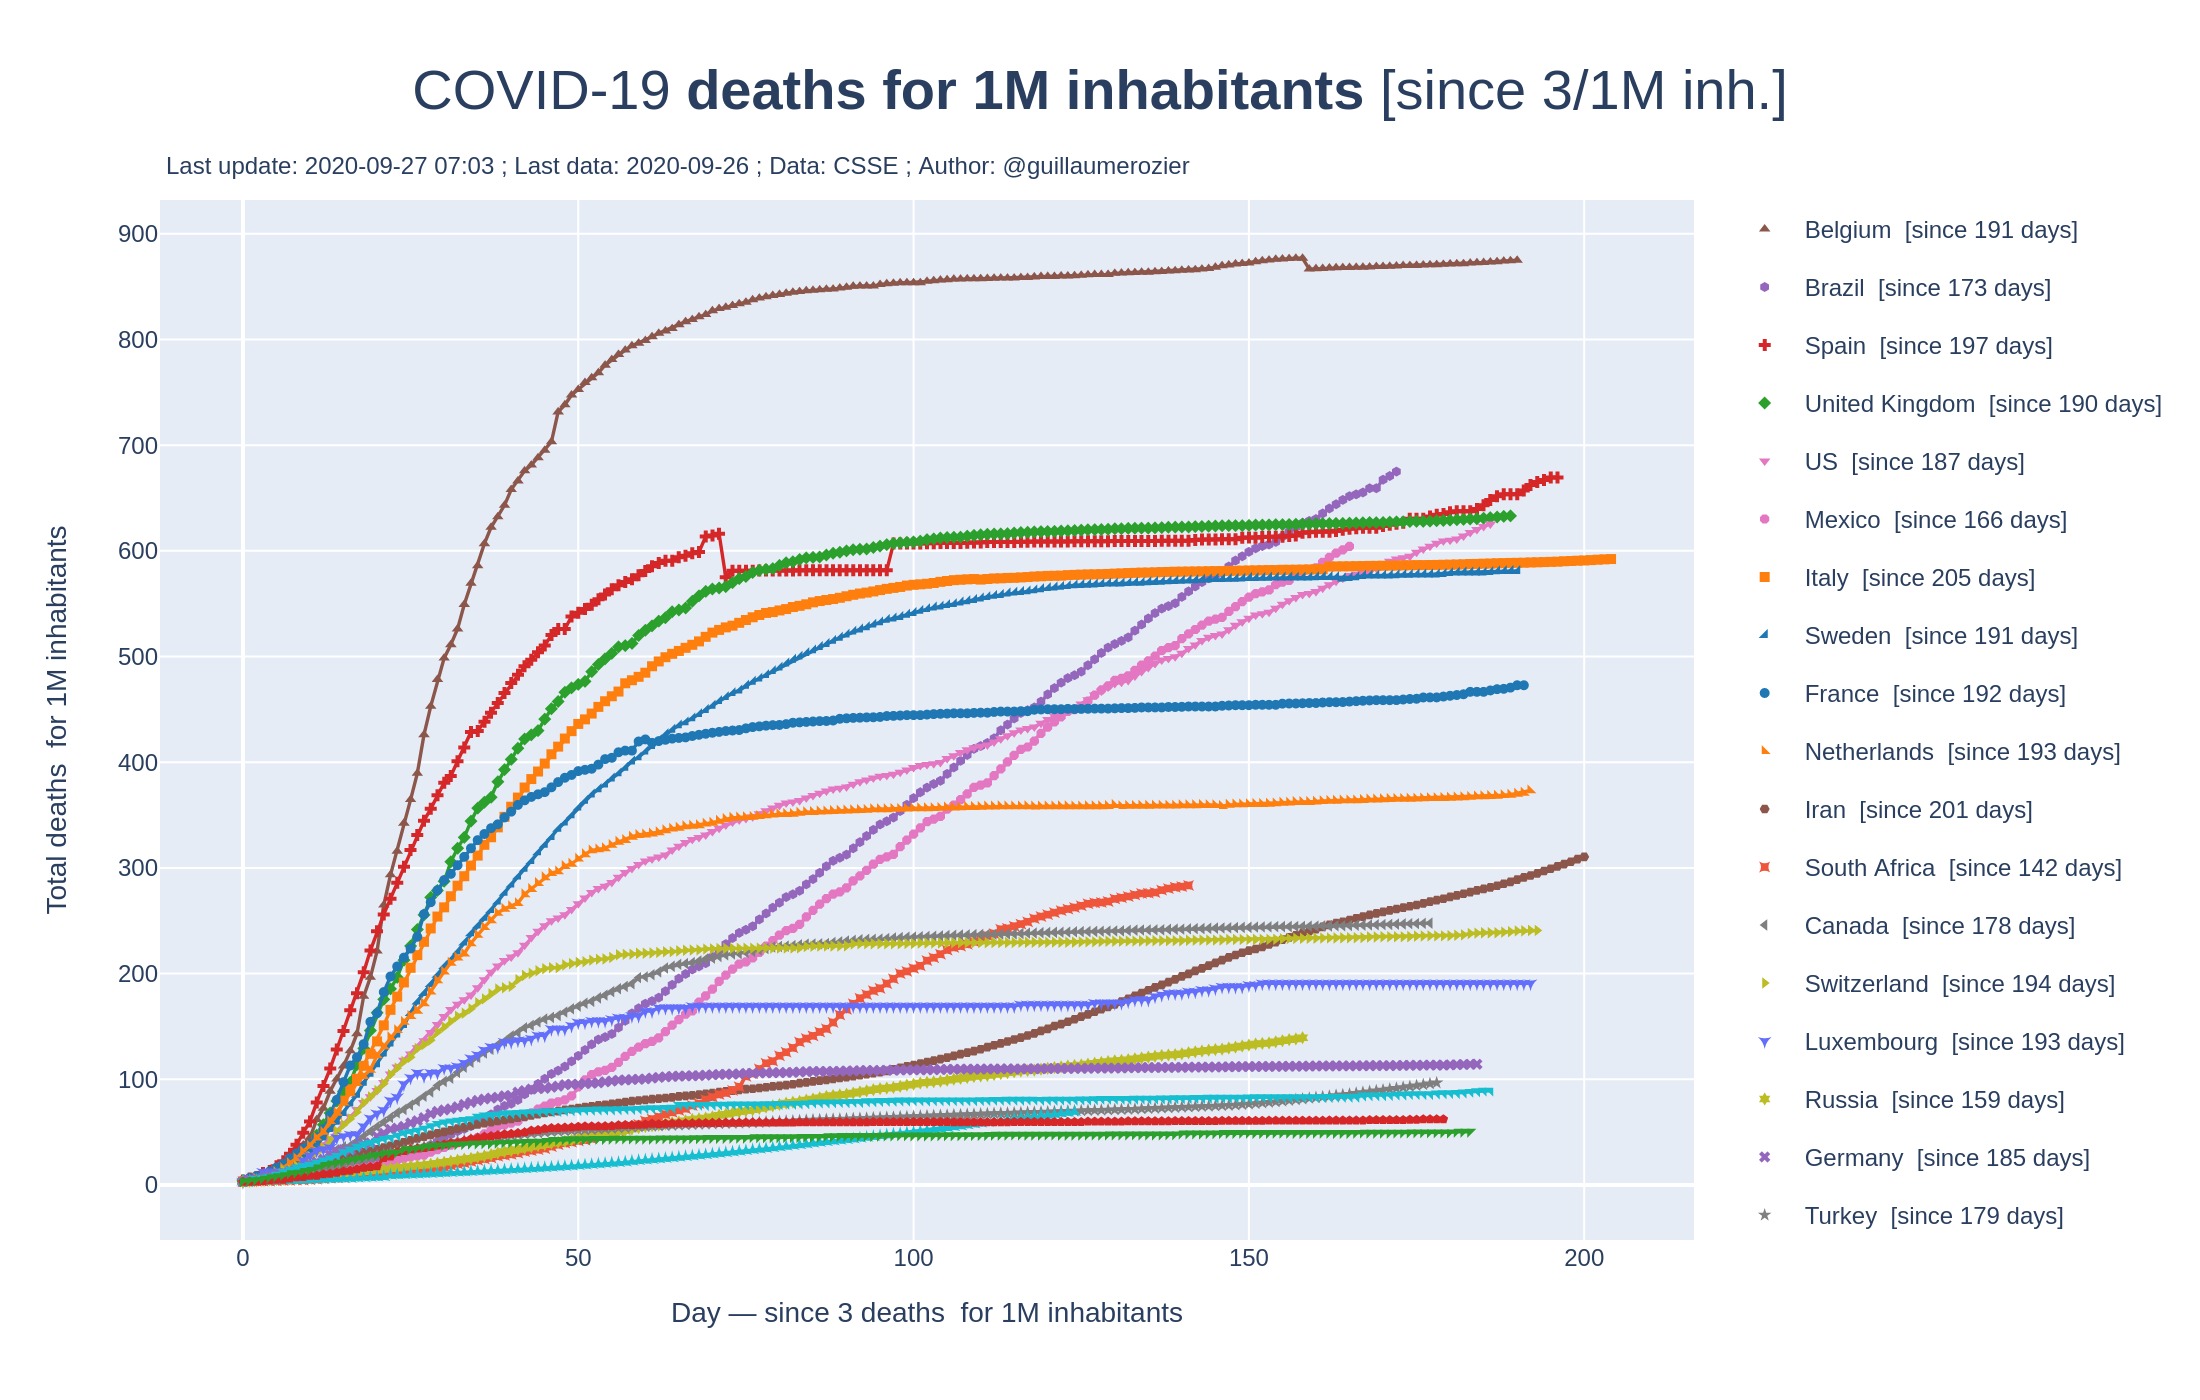 COVID-19 deaths for 1M inhabitants [since 3/1M inh.]
Last update: 2020-09-27 07:03 ; Last data: 2020-09-26 ; Data: CSSE ; Author: @guillaumerozier
Total deaths  for 1M inhabitants
900
800
700
600
500
400
300
200
100
0
0
50
100
150
200
Day — since 3 deaths  for 1M inhabitants
Belgium  [since 191 days]
Brazil  [since 173 days]
Spain  [since 197 days]
United Kingdom  [since 190 days]
US  [since 187 days]
Mexico  [since 166 days]
Italy  [since 205 days]
Sweden  [since 191 days]
France  [since 192 days]
Netherlands  [since 193 days]
Iran  [since 201 days]
South Africa  [since 142 days]
Canada  [since 178 days]
Switzerland  [since 194 days]
Luxembourg  [since 193 days]
Russia  [since 159 days]
Germany  [since 185 days]
Turkey  [since 179 days]